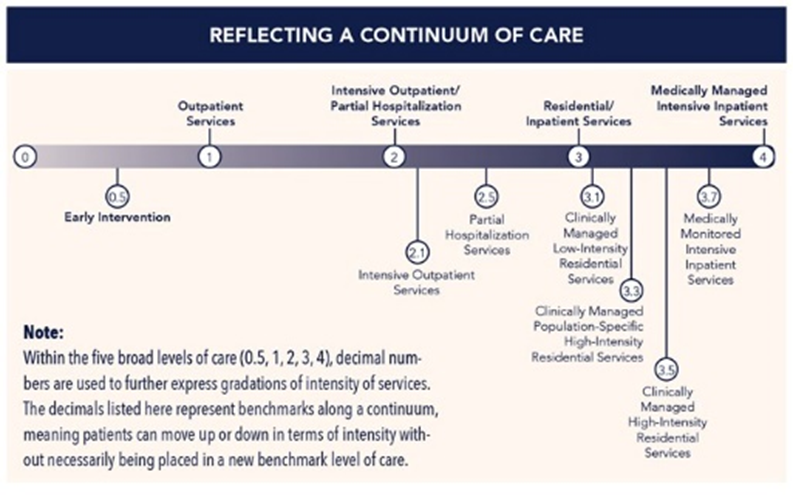 REFLECTING A CONTINUUM OF CARE
Outpatient
Services
Intensive Outpatient/
Partial Hospitalization
Services
Residential/
Inpatient Services
Medically Managed
Intensive Inpatient
Services
0
1
2
3
4
0.5
Early Intervention
2.1
Intensive Outpatient
Services
2.5
Partial
Hospitalization
Services
3.1
Clinically
Managed
Low-Intensity
Residential
Services
3.3
Clinically Managed
Population-Specific
High-Intensity
Residential Services
3.5
Clinically
Managed
High-Intensity
Residential
Services
3.7
Medically
Monitored
Intensive
Inpatient
Services
Note:
Within the five broad levels of care (0.5, 1, 2, 3, 4), decimal num-
bers are used to further express gradations of intensity of services.
The decimals listed here represent benchmarks along a continuum,
meaning patients can move up or down in terms of intensity with-
out necessarily being placed in a new benchmark level of care.